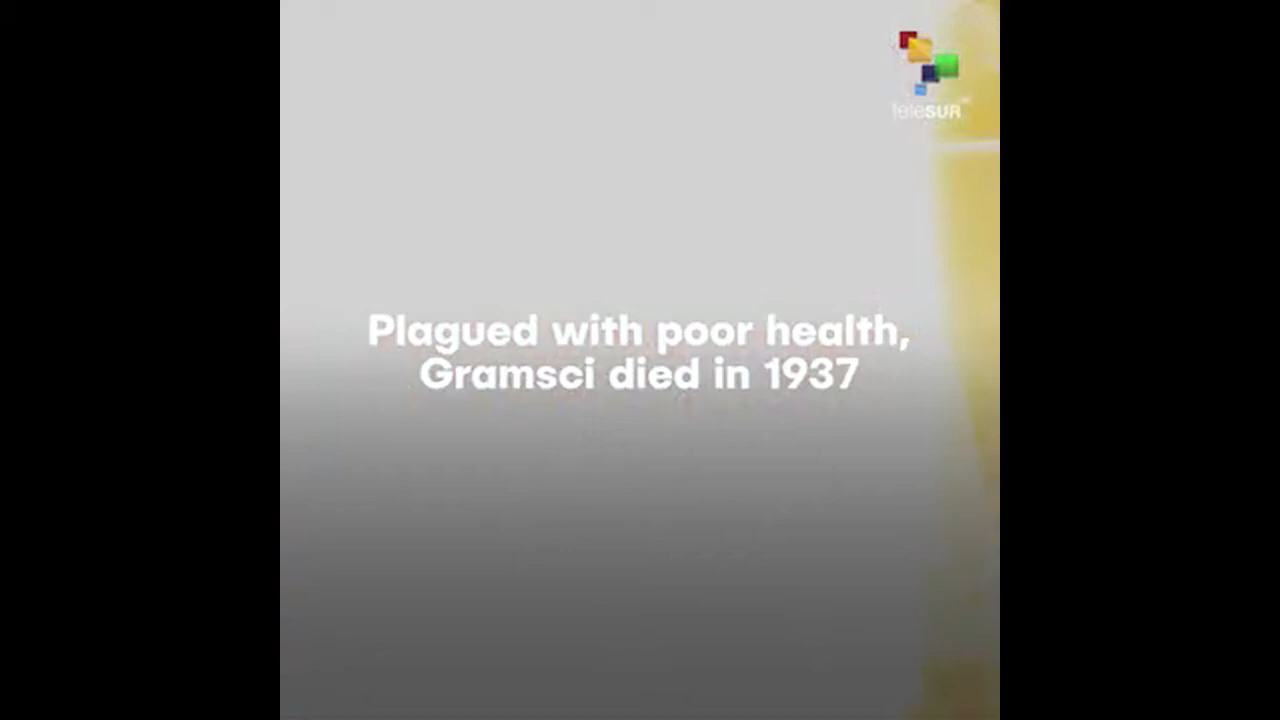 teleSUR
Plagued with poor health,
Gramsci died in 1937